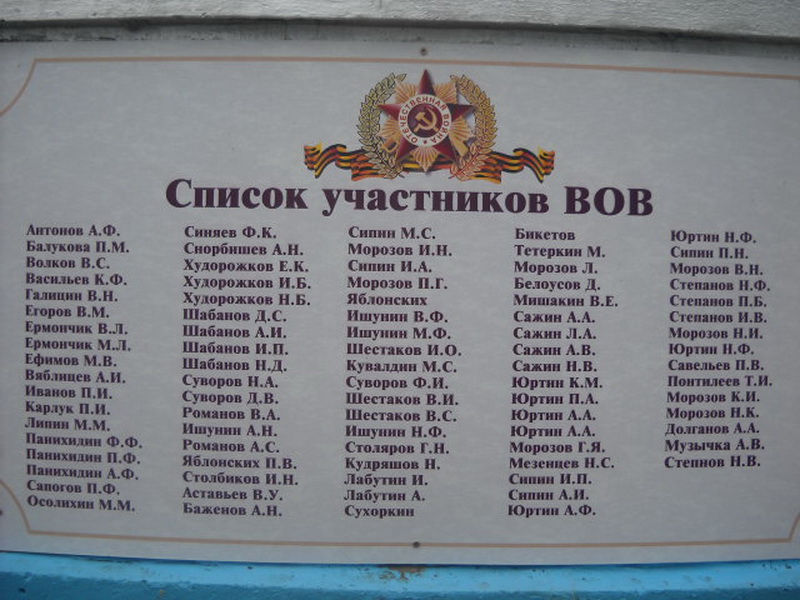 ОТЕЧЕСТВЕННАЯ ВОЙНА
Список участников ВОВ
Антонов А.Ф.
Балукова П.М.
Волков В.С.
Васильев К.Ф.
Галицин В.Н.
Егоров В.М.
Ермончик В.Л.
Ермончик М.Л.
Ефимов М.В.
Вяблицев А.И.
Иванов П.И.
Карлук П.И.
Липин М.М.
Панихидин Ф.Ф.
Панихидин П.Ф.
Панихидин А.Ф.
Сапогов П.Ф.
Осолихин М.М.
Синяев Ф.К.
Снорбишев А.Н.
Худорожков Е.К.
Худорожков И.Б.
Худорожков Н.Б.
Шабанов Д.С.
Шабанов А.И.
Шабанов И.П.
Шабанов Н.Д.
Суворов Н.А.
Суворов Д.В.
Романов В.А.
Ишунин А.Н.
Романов А.С.
Яблонских П.В.
Столбиков И.Н.
Аставьев В.У.
Баженов А.Н.
Сипин М.С.
Морозов И.Н.
Сипин И.А.
Морозов П.Г.
Яблонских
Ишунин В.Ф.
Ишунин М.Ф.
Шестаков И.О.
Кувалдин М.С.
Суворов Ф.И.
Шестаков В.И.
Шестаков В.С.
Ишунин Н.Ф.
Столяров Г.Н.
Кудряшов Н.
Лабутин И.
Лабутин А.
Сухоркин
Бикетов
Тетеркин М.
Морозов Л.
Белоусов Д.
Мишакин В.Е.
Сажин А.А.
Сажин Л.А.
Сажин А.В.
Сажин Н.В.
Юртин К.М.
Юртин П.А.
Юртин А.А.
Юртин А.А.
Морозов Г.Я.
Мезенцев Н.С.
Сипин И.П.
Сипин А.И.
Юртин А.Ф.
Юртин Н.Ф.
Сипин П.Н.
Морозов В.Н.
Степанов Н.Ф.
Степанов П.Б.
Степанов И.В.
Морозов Н.И.
Юртин Н.Ф.
Савельев П.В.
Понтилеев Т.И.
Морозов К.И.
Морозов Н.К.
Долганов А.А.
Музычка А.В.
Степнов Н.В.